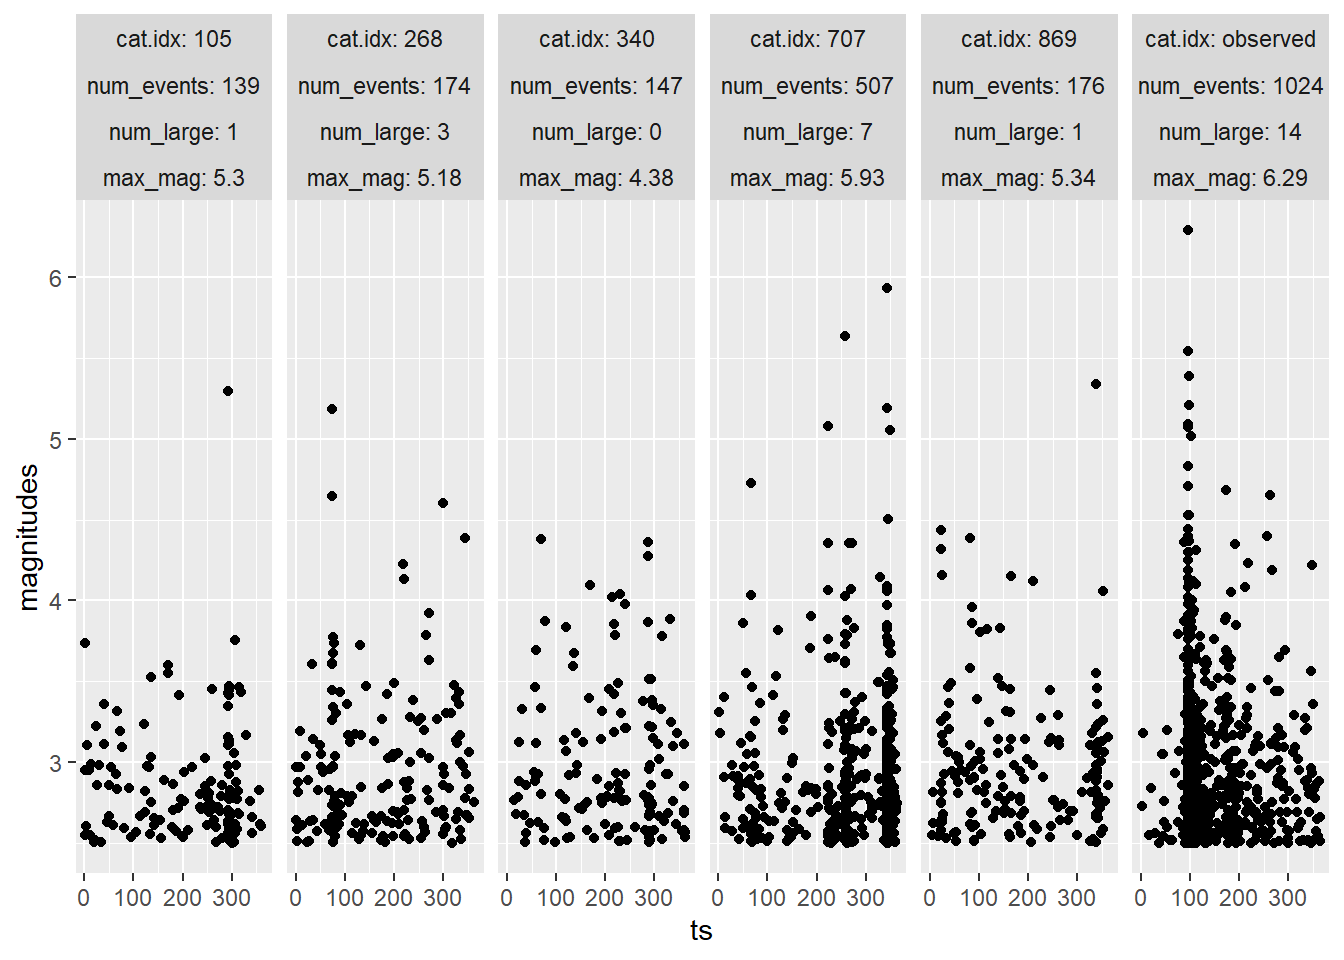 cat.idx: 105
num_events: 139
num_large: 1
max_mag: 5.3
cat.idx: 268
num_events: 174
num_large: 3
max_mag: 5.18
cat.idx: 340
num_events: 147
num_large: 0
max_mag: 4.38
cat.idx: 707
num_events: 507
num_large: 7
max_mag: 5.93
cat.idx: 869
num_events: 176
num_large: 1
max_mag: 5.34
cat.idx: observed
num_events: 1024
num_large: 14
max_mag: 6.29
magnitudes
6
5
4
3
0 100 200 300
0 100 200 300
0 100 200 300
0 100 200 300
0 100 200 300
0 100 200 300
ts